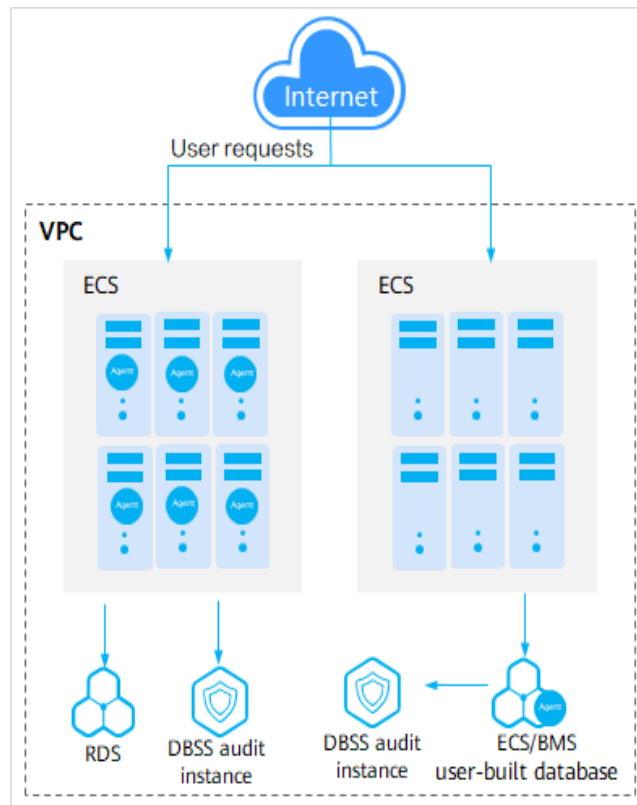 Internet
User requests
VPC
ECS
ECS
Agent
Agent
Agent
Agent
Agent
Agent
RDS
DBSS audit
instance
DBSS audit
instance
Agent
ECS/BMS
user-built database